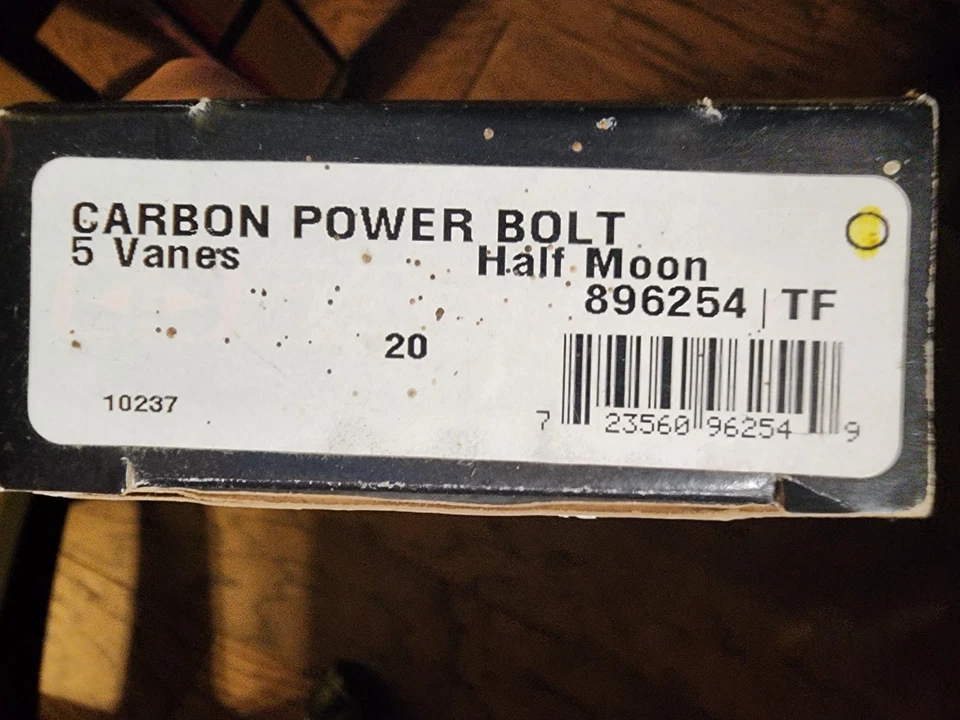 CARBON POWER BOLT
5 Vanes Half Moon
896254 | TF
20
10237
7 23560 96254 9